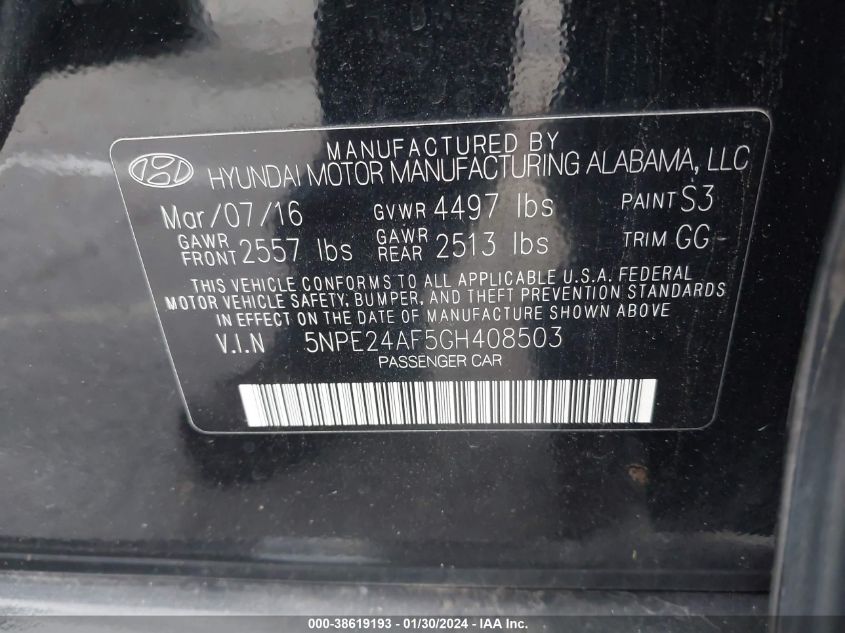 MANUFACTURED BY
HYUNDAI MOTOR MANUFACTURING ALABAMA, LLC
Mar/07/16 GVWR 4497 lbs PAINT S3
GAWR FRONT 2557 lbs GAWR REAR 2513 lbs TRIM GG
THIS VEHICLE CONFORMS TO ALL APPLICABLE U.S.A. FEDERAL
MOTOR VEHICLE SAFETY, BUMPER, AND THEFT PREVENTION STANDARDS
IN EFFECT ON THE DATE OF MANUFACTURE SHOWN ABOVE
V.I.N 5NPE24AF5GH408503
PASSENGER CAR
000-38619193 - 01/30/2024 - IAA Inc.